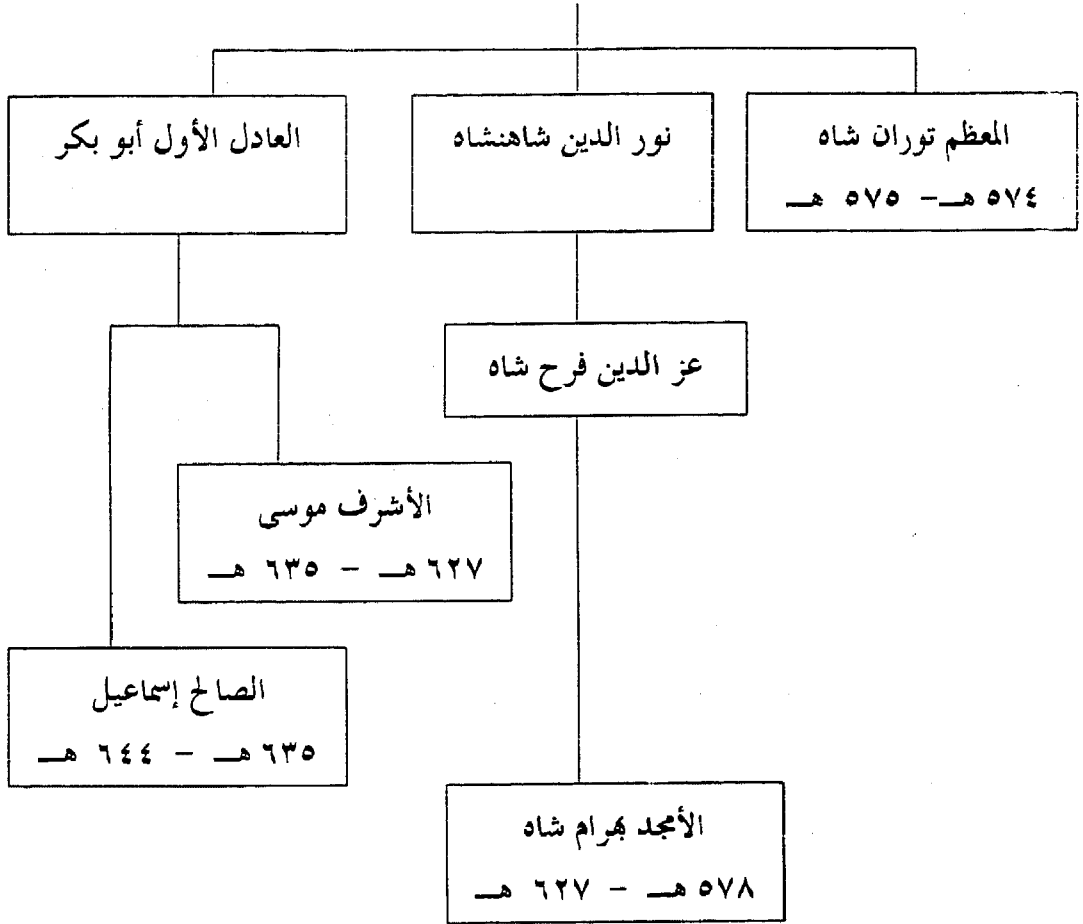 المعظم توران شاه
٥٧٤ هـ – ٥٧٥ هـ
نور الدين شاهنشاه
العادل الأول أبو بكر
عز الدين فرح شاه
الأشرف موسى
٦٢٧ هـ – ٦٣٥ هـ
الصالح إسماعيل
٦٣٥ هـ – ٦٤٤ هـ
الأمجد بهرام شاه
٥٧٨ هـ – ٦٢٧ هـ